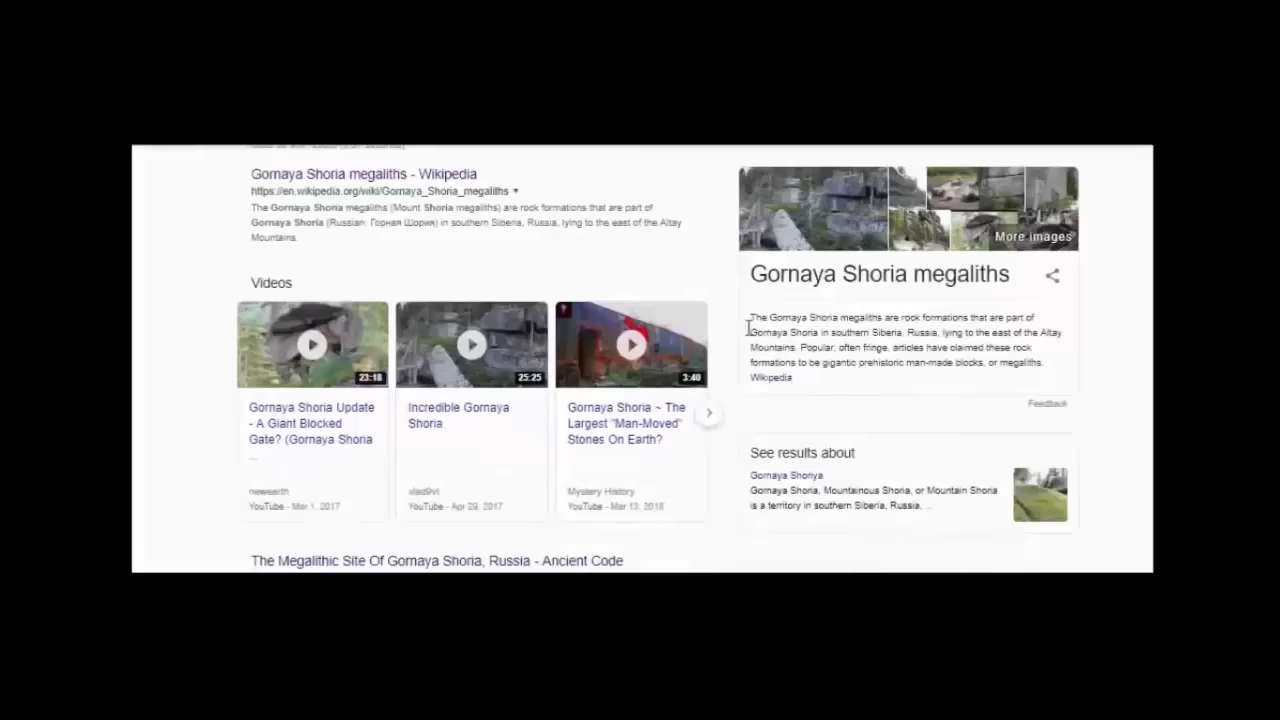 Gornaya Shoria megaliths - Wikipedia
https://en.wikipedia.org/wiki/Gornaya_Shoria_megaliths
The Gornaya Shoria megaliths (Mount Shoria megaliths) are rock formations that are part of
Gornaya Shoria (Russian: Горная Шория) in southern Siberia, Russia, lying to the east of the Altay
Mountains.
Videos
23:18
Gornaya Shoria Update
- A Giant Blocked
Gate? (Gornaya Shoria
...
newearth
YouTube - Mar 1, 2017
25:25
Incredible Gornaya
Shoria
YouTube - Apr 29, 2017
3:40
Gornaya Shoria ~ The
Largest "Man-Moved"
Stones On Earth?
Mystery History
YouTube - Mar 13, 2018
The Megalithic Site Of Gornaya Shoria, Russia - Ancient Code
More images
Gornaya Shoria megaliths
The Gornaya Shoria megaliths are rock formations that are part of
Gornaya Shoria in southern Siberia, Russia, lying to the east of the Altay
Mountains. Popular, often fringe, articles have claimed these rock
formations to be gigantic prehistoric man-made blocks, or megaliths.
Wikipedia
Feedback
See results about
Gornaya Shoriya
Gornaya Shoria, Mountainous Shoria, or Mountain Shoria
is a territory in southern Siberia, Russia, ...